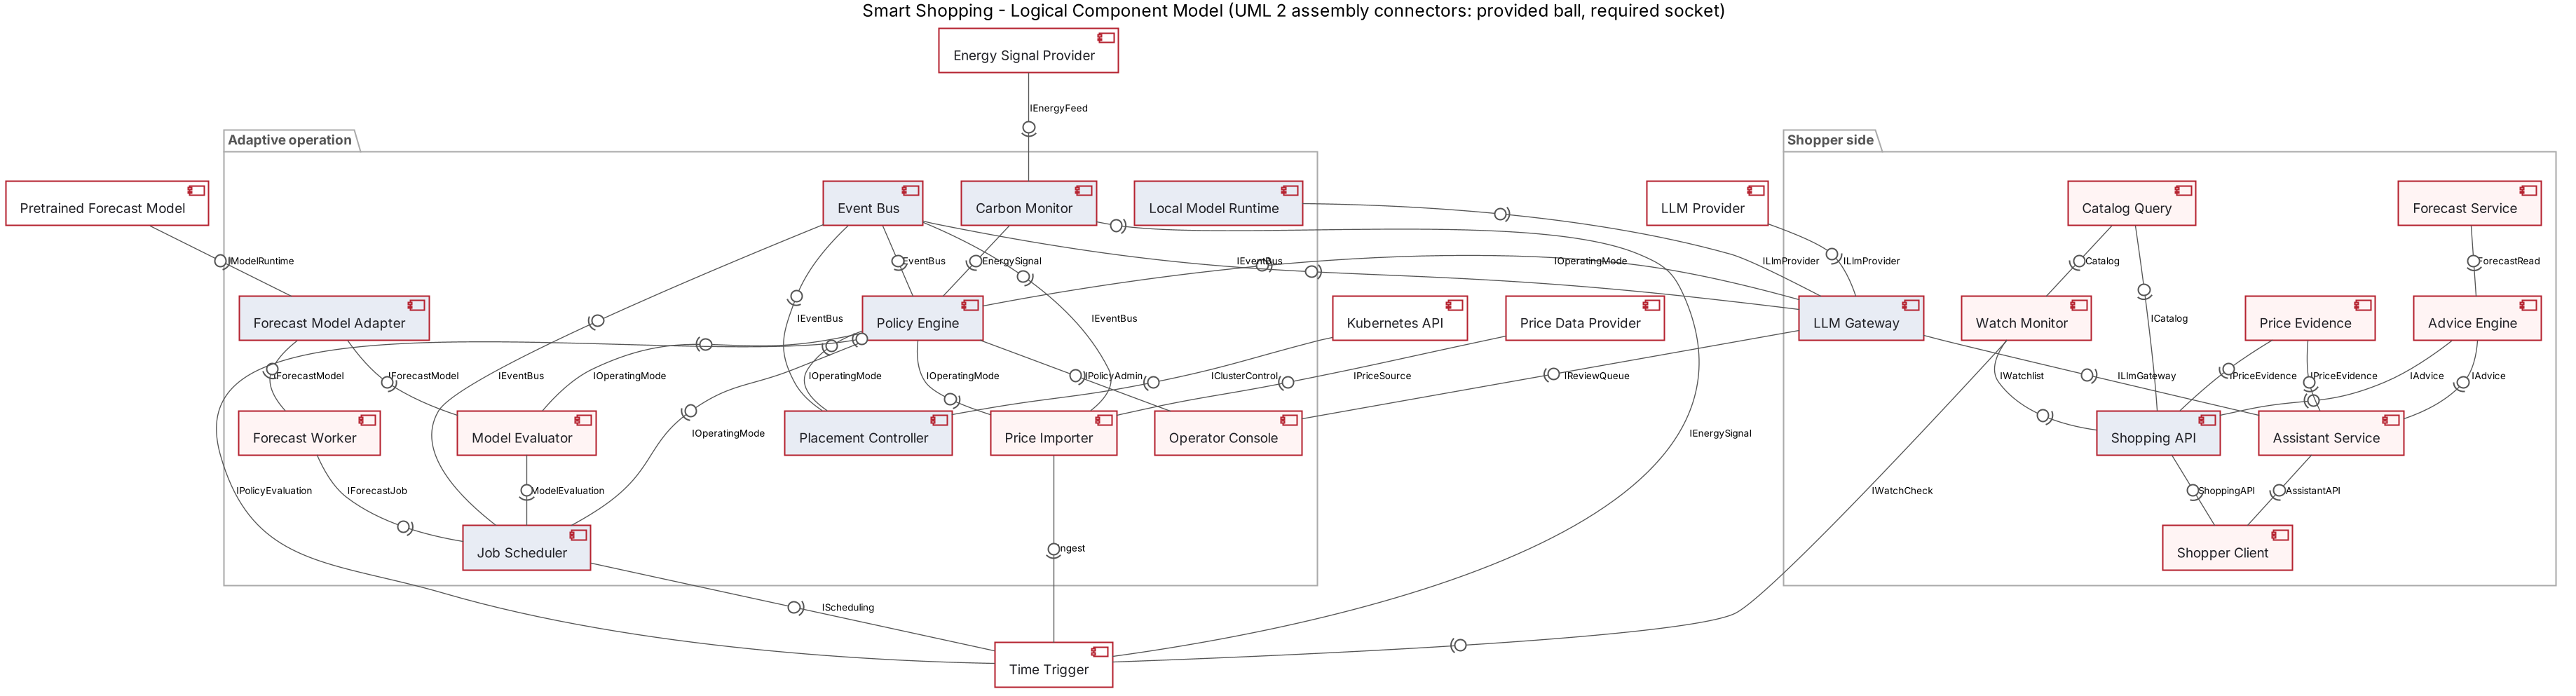 Smart Shopping - Logical Component Model (UML 2 assembly connectors: provided ball, required socket)
Energy Signal Provider
IEnergyFeed
Adaptive operation
Shopper side
Pretrained Forecast Model
Event Bus
Carbon Monitor
Local Model Runtime
LLM Provider
Catalog Query
Forecast Service
IModelRuntime
IEventBus
IEnergySignal
IEventBus
IOperatingMode
ILlmProvider
ILlmProvider
ICatalog
IForecastRead
Forecast Model Adapter
Policy Engine
Kubernetes API
Price Data Provider
LLM Gateway
Watch Monitor
Price Evidence
Advice Engine
IEventBus
IEventBus
ICatalog
IForecastModel
IForecastModel
IEventBus
IOperatingMode
IOperatingMode
IOperatingMode
IPolicyAdmin
IClusterControl
IPriceSource
IReviewQueue
IWatchlist
ILlmGateway
IPriceEvidence
IPriceEvidence
IAdvice
IAdvice
Forecast Worker
Model Evaluator
IOperatingMode
Placement Controller
Price Importer
Operator Console
IEnergySignal
Shopping API
Assistant Service
IPolicyEvaluation
IForecastJob
IModelEvaluation
IWatchCheck
IShoppingAPI
IAssistantAPI
Job Scheduler
IIngest
Shopper Client
IScheduling
Time Trigger